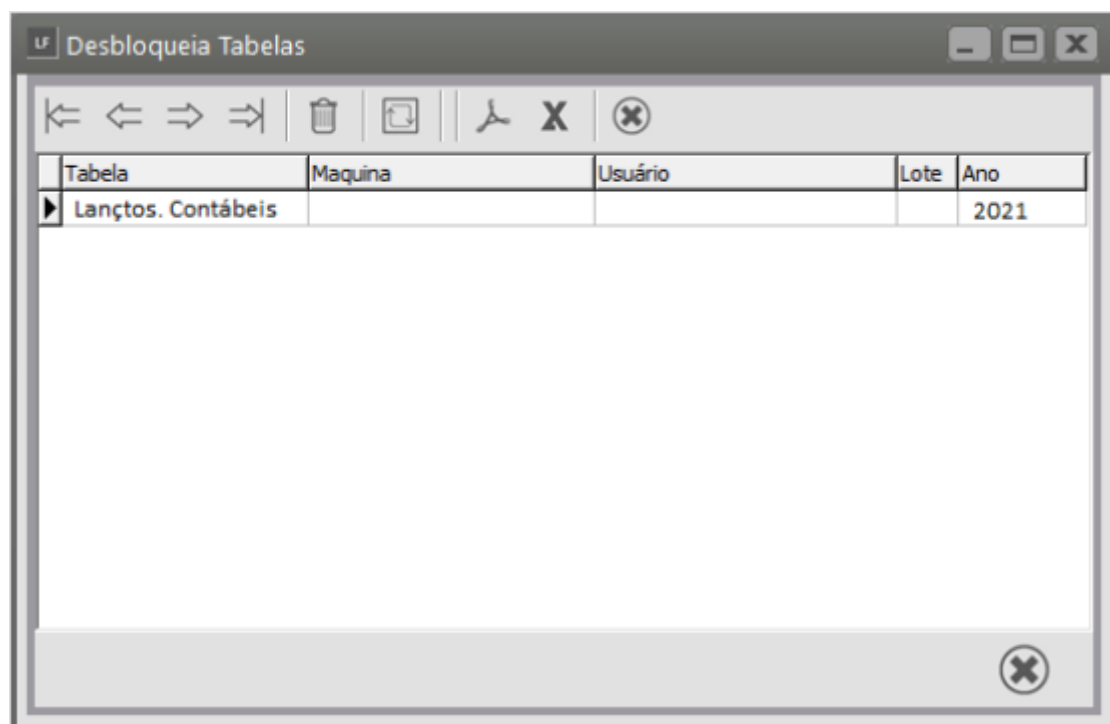 LF Desbloqueia Tabelas
Tabela Maquina Usuário Lote Ano
Lançtos. Contábeis 2021